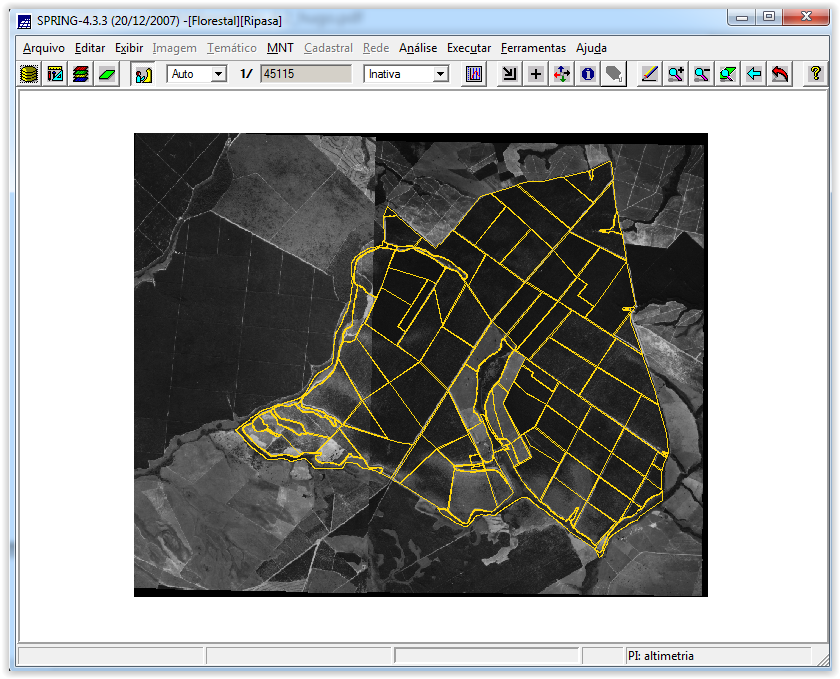 SPRING-4.3.3 (20/12/2007) -[Florestal][Ripasa]
Arquivo Editar Exibir Imagem Temático MNT Cadastral Rede Análise Executar Ferramentas Ajuda
Auto 1/ 45115 Inativa
PI: altimetria